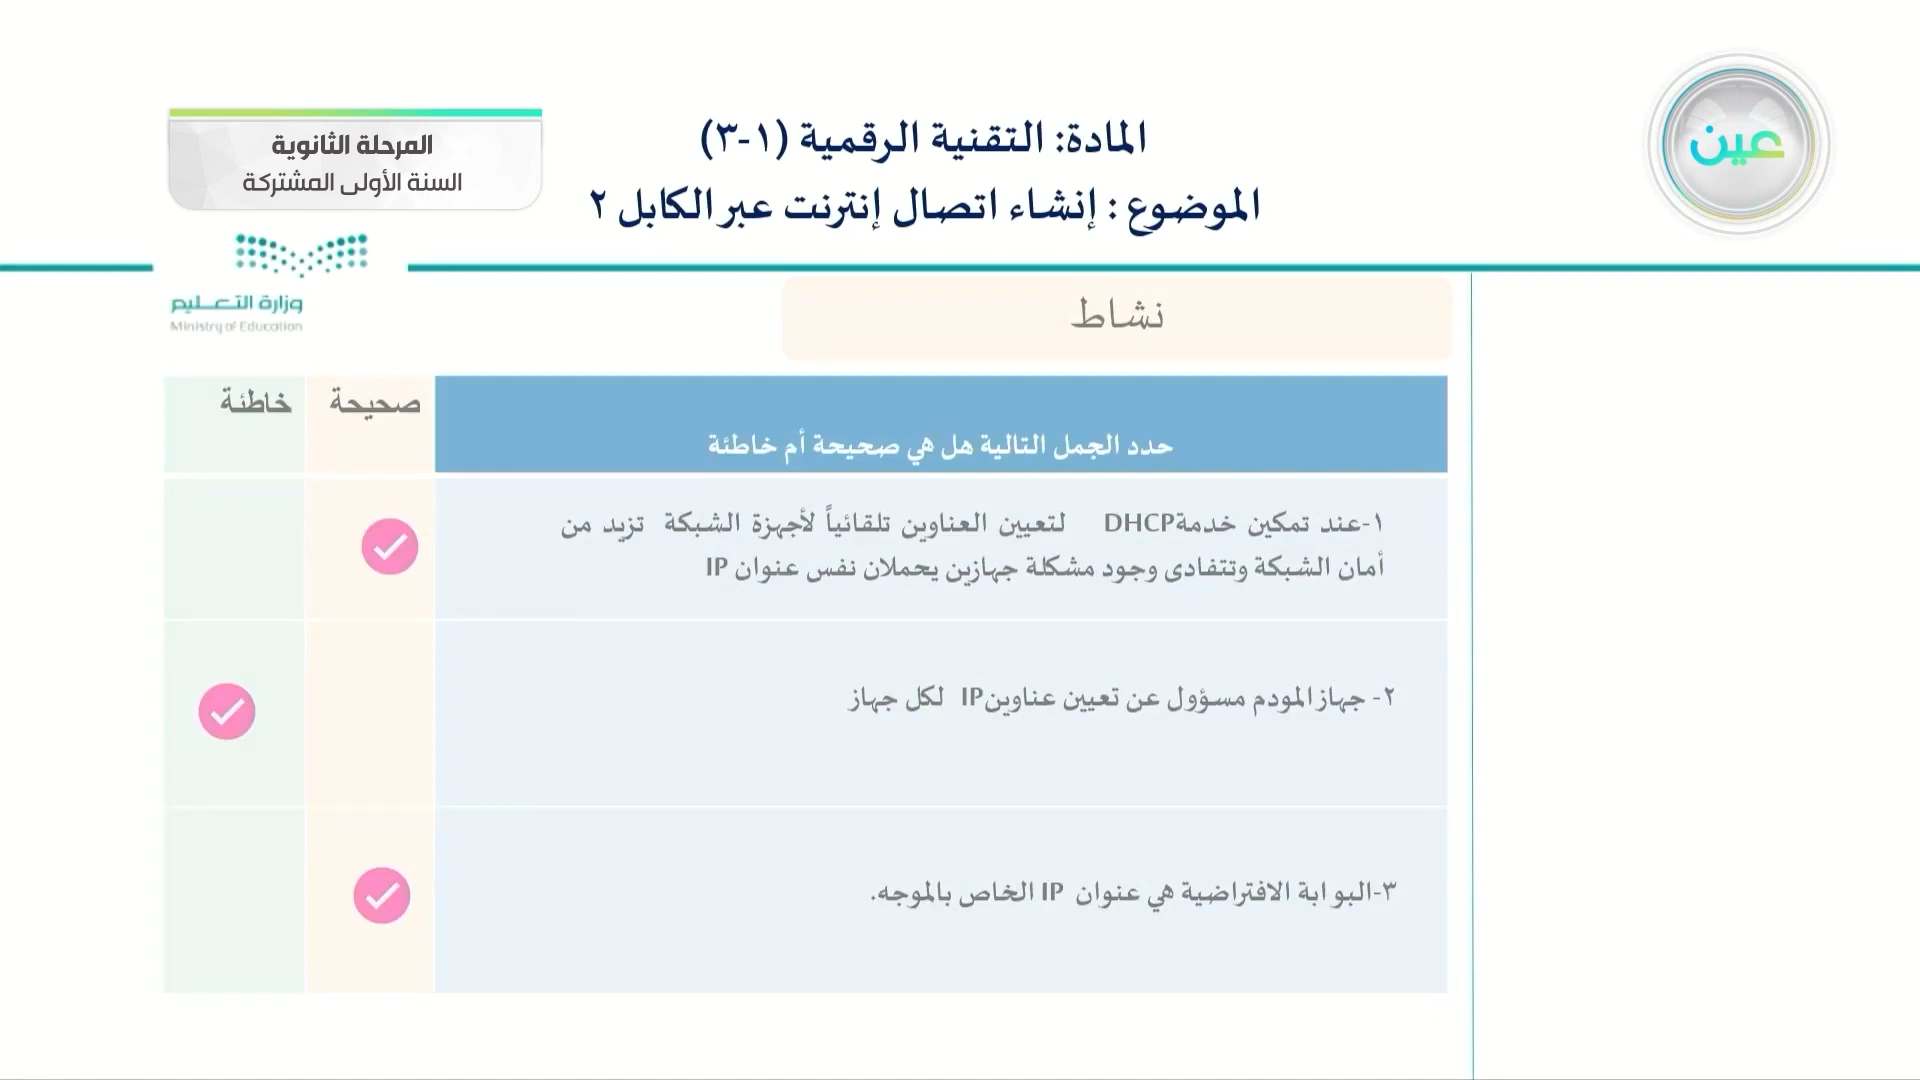 عين
المادة: التقنية الرقمية (١-٣)
الموضوع : إنشاء اتصال إنترنت عبر الكابل ٢
المرحلة الثانوية
السنة الأولى المشتركة
وزارة التعـــليم
Ministry of Education
نشاط
حدد الجمل التالية هل هي صحيحة أم خاطئة
صحيحة
خاطئة
١-عند تمكين خدمةDHCP لتعيين العناوين تلقائياً لأجهزة الشبكة تزيد من
أمان الشبكة وتتفادى وجود مشكلة جهازين يحملان نفس عنوان IP
٢- جهاز المودم مسؤول عن تعيين عناوينIP لكل جهاز
٣-البوابة الافتراضية هي عنوان IP الخاص بالموجه.